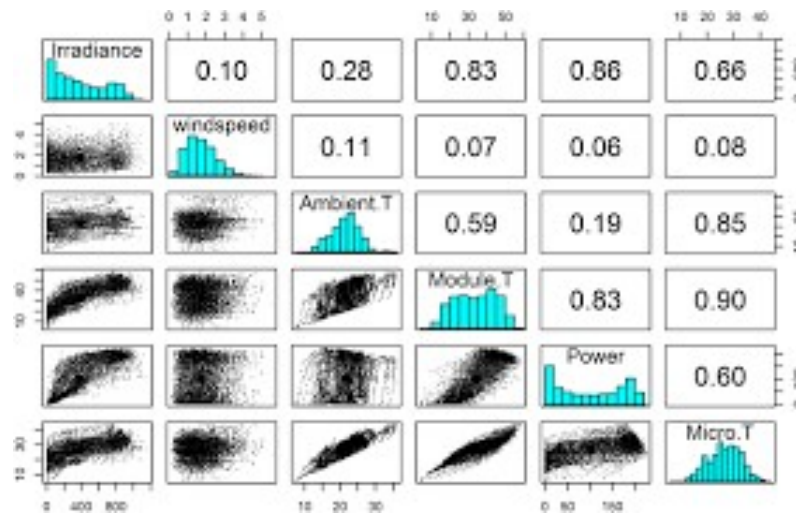 0 1 2 3 4 5
10 30 50
10 20 30 40
Irradiance 0.10 0.28 0.83 0.86 0.66
windspeed 0.11 0.07 0.06 0.08
0 2 4
Ambient.T 0.59 0.19 0.85
Module.T 0.83 0.90
Power 0.60
Micro.T
0 400 800
10 20 30
0 50 150